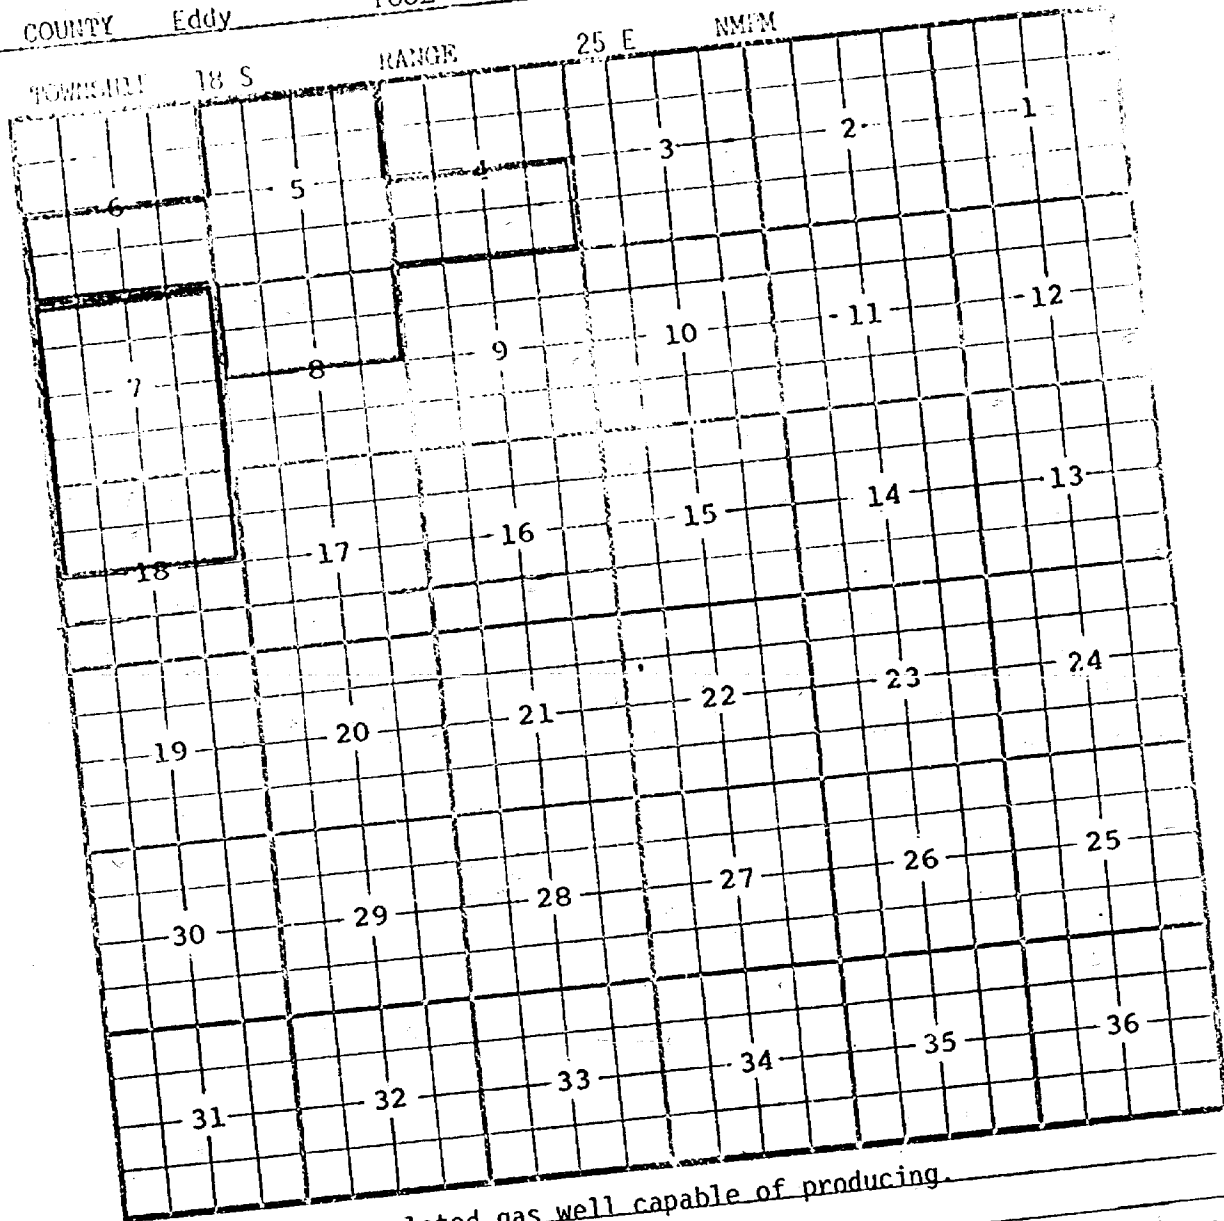 COUNTY Eddy
TOWNSHIP 18 S RANGE 25 E NMPM
6 5 4 3 2 1
7 8 9 10 11 12
18 17 16 15 14 13
19 20 21 22 23 24
30 29 28 27 26 25
31 32 33 34 35 36
gas well capable of producing.